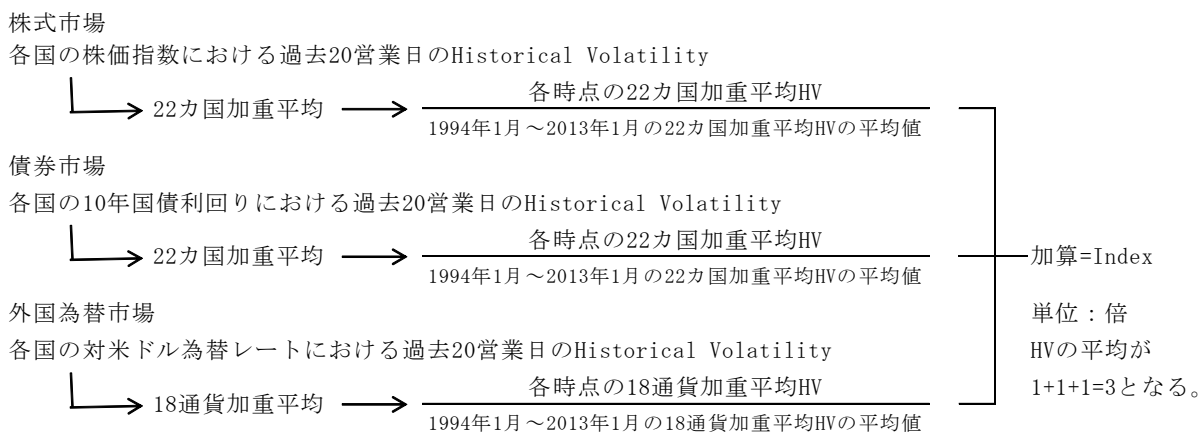 株式市場
各国の株価指数における過去20営業日のHistorical Volatility
22カ国加重平均
各時点の22カ国加重平均HV
1994年1月～2013年1月の22カ国加重平均HVの平均値
債券市場
各国の10年国債利回りにおける過去20営業日のHistorical Volatility
22カ国加重平均
各時点の22カ国加重平均HV
1994年1月～2013年1月の22カ国加重平均HVの平均値
外国為替市場
各国の対米ドル為替レートにおける過去20営業日のHistorical Volatility
18通貨加重平均
各時点の18通貨加重平均HV
1994年1月～2013年1月の18通貨加重平均HVの平均値
加算=Index
単位：倍
HVの平均が
1+1+1=3となる。